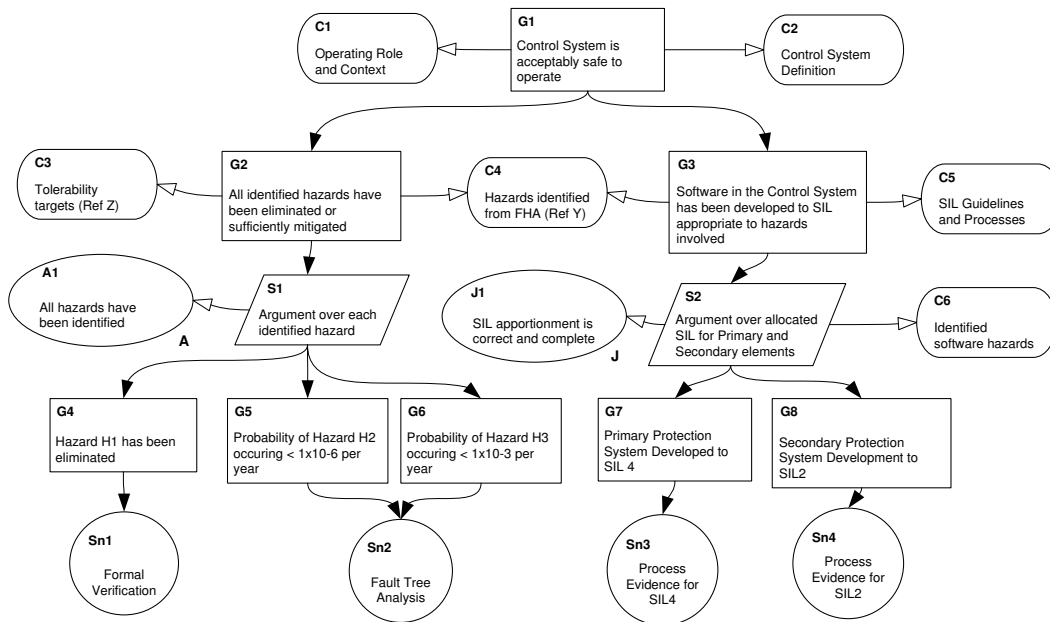 C1
Operating Role
and Context
G1
Control System is
acceptably safe to
operate
C2
Control System
Definition
C3
Tolerability
targets (Ref Z)
G2
All identified hazards have
been eliminated or
sufficiently mitigated
C4
Hazards identified
from FHA (Ref Y)
G3
Software in the Control System
has been developed to SIL
appropriate to hazards
involved
C5
SIL Guidelines
and Processes
A1
All hazards have
been identified
A
S1
Argument over each
identified hazard
J1
SIL apportionment is
correct and complete
J
S2
Argument over allocated
SIL for Primary and
Secondary elements
C6
Identified
software hazards
G4
Hazard H1 has been
eliminated
G5
Probability of Hazard H2
occuring < 1x10-6 per
year
G6
Probability of Hazard H3
occuring < 1x10-3 per
year
G7
Primary Protection
System Developed to
SIL 4
G8
Secondary Protection
System Development to
SIL2
Sn1
Formal
Verification
Sn2
Fault Tree
Analysis
Sn3
Process
Evidence for
SIL4
Sn4
Process
Evidence for
SIL2